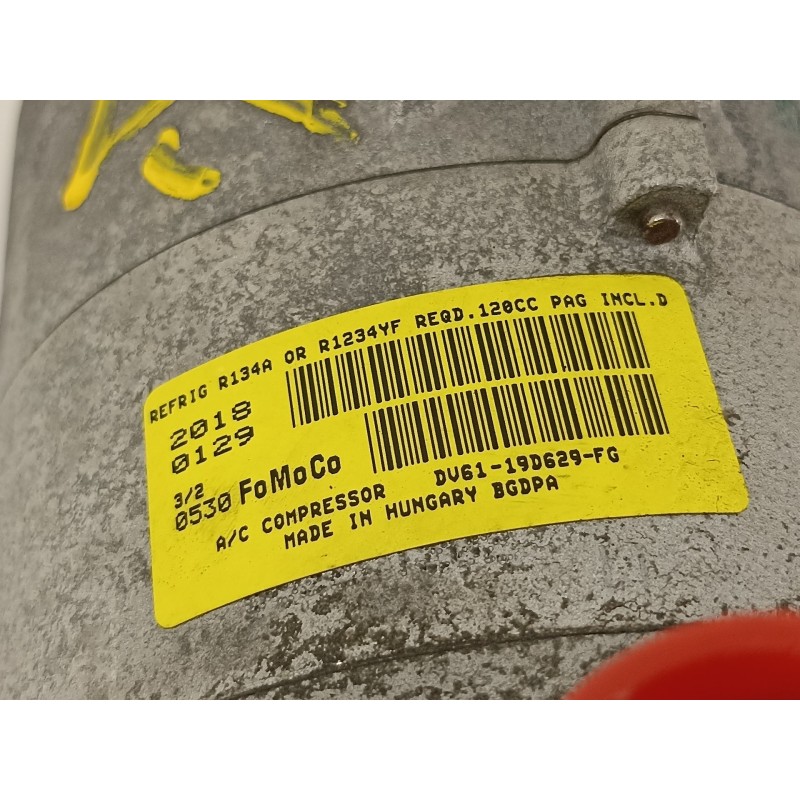 REFRIG R134A OR R1234YF REQD.120CC PAG INCL.D
2018
0129
3/2
0530 FoMoCo
DV61-19D629-FG
A/C COMPRESSOR
MADE IN HUNGARY BGDPA